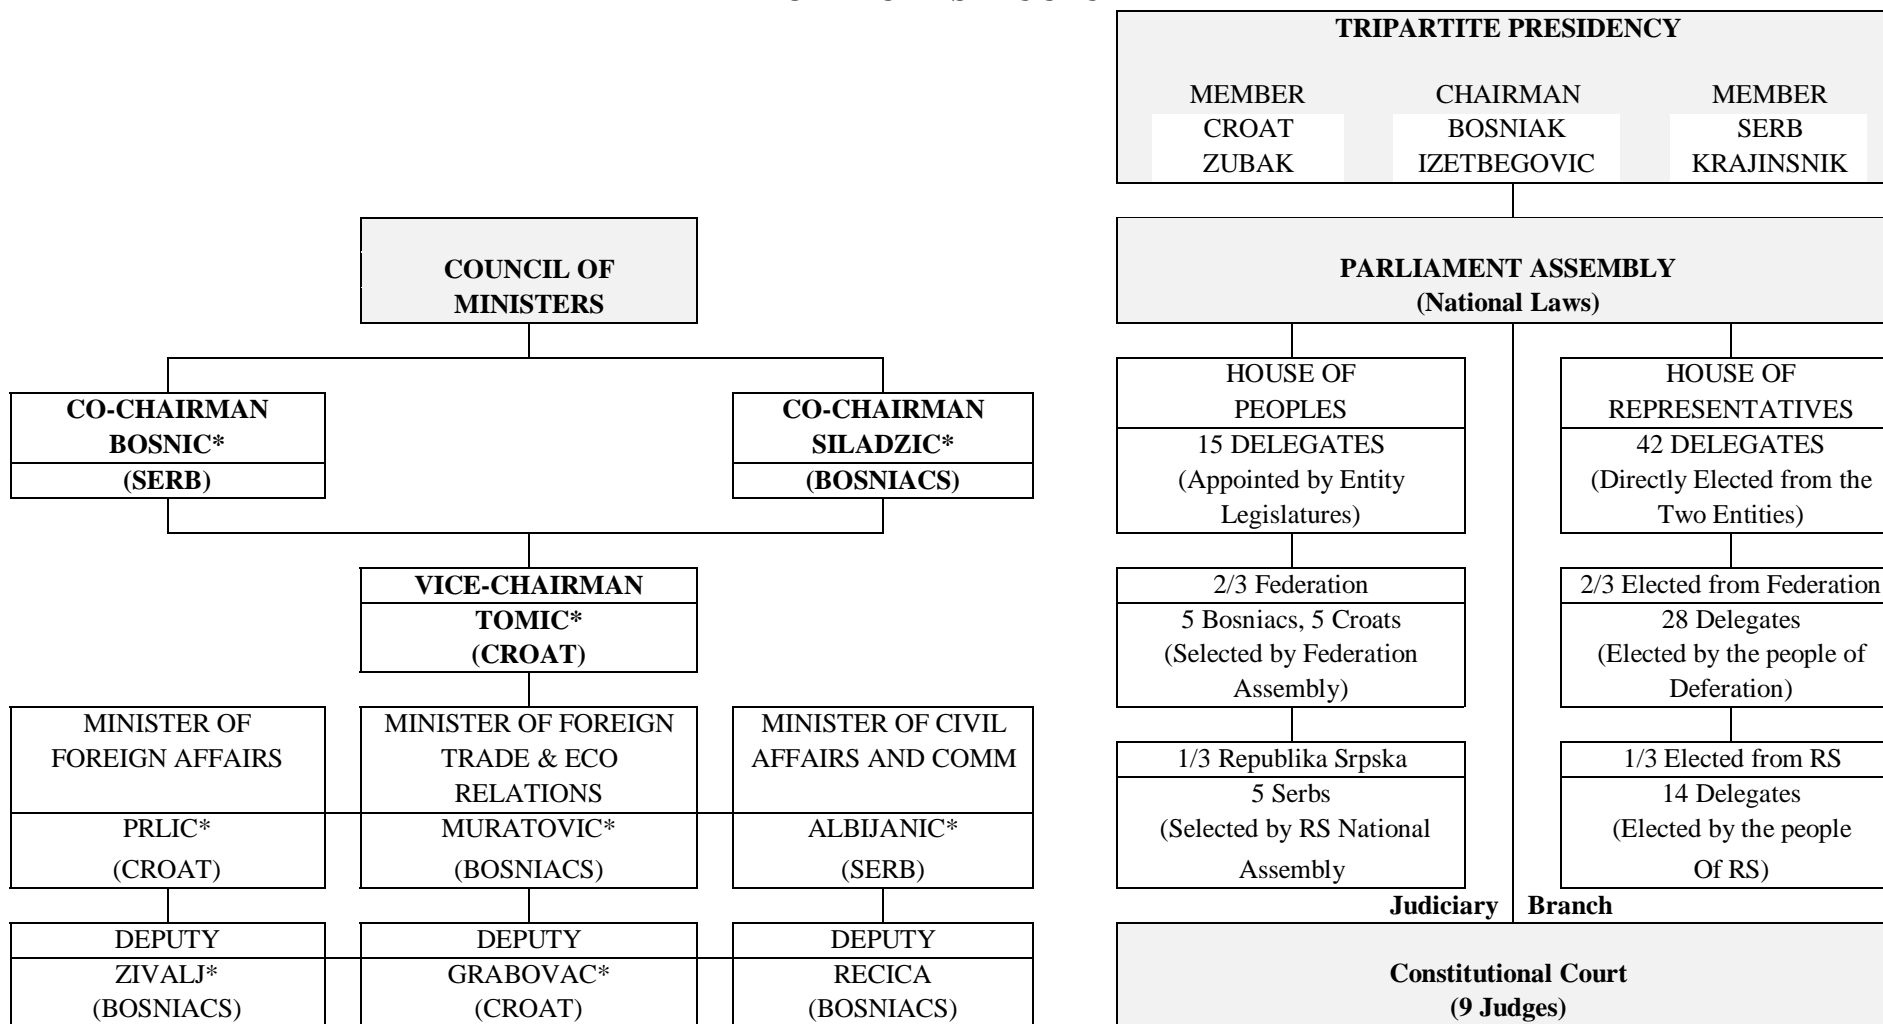 TRIPARTITE PRESIDENCY
MEMBER CHAIRMAN MEMBER
CROAT BOSNIAK SERB
ZUBAK IZETBEGOVIC KRAJINSNIK
COUNCIL OF
MINISTERS
PARLIAMENT ASSEMBLY
(National Laws)
CO-CHAIRMAN
BOSNIC*
(SERB)
CO-CHAIRMAN
SILADZIC*
(BOSNIACS)
HOUSE OF
PEOPLES
15 DELEGATES
(Appointed by Entity
Legislatures)
HOUSE OF
REPRESENTATIVES
42 DELEGATES
(Directly Elected from the
Two Entities)
VICE-CHAIRMAN
TOMIC*
(CROAT)
2/3 Federation
5 Bosniacs, 5 Croats
(Selected by Federation
Assembly)
2/3 Elected from Federation
28 Delegates
(Elected by the people of
Deferation)
MINISTER OF
FOREIGN AFFAIRS
PRLIC*
(CROAT)
MINISTER OF FOREIGN
TRADE & ECO
RELATIONS
MURATOVIC*
(BOSNIACS)
MINISTER OF CIVIL
AFFAIRS AND COMM
ALBIJANIC*
(SERB)
1/3 Republika Srpska
5 Serbs
(Selected by RS National
Assembly
1/3 Elected from RS
14 Delegates
(Elected by the people
Of RS)
Judiciary Branch
DEPUTY
ZIVALJ*
(BOSNIACS)
DEPUTY
GRABOVAC*
(CROAT)
DEPUTY
RECICA
(BOSNIACS)
Constitutional Court
(9 Judges)